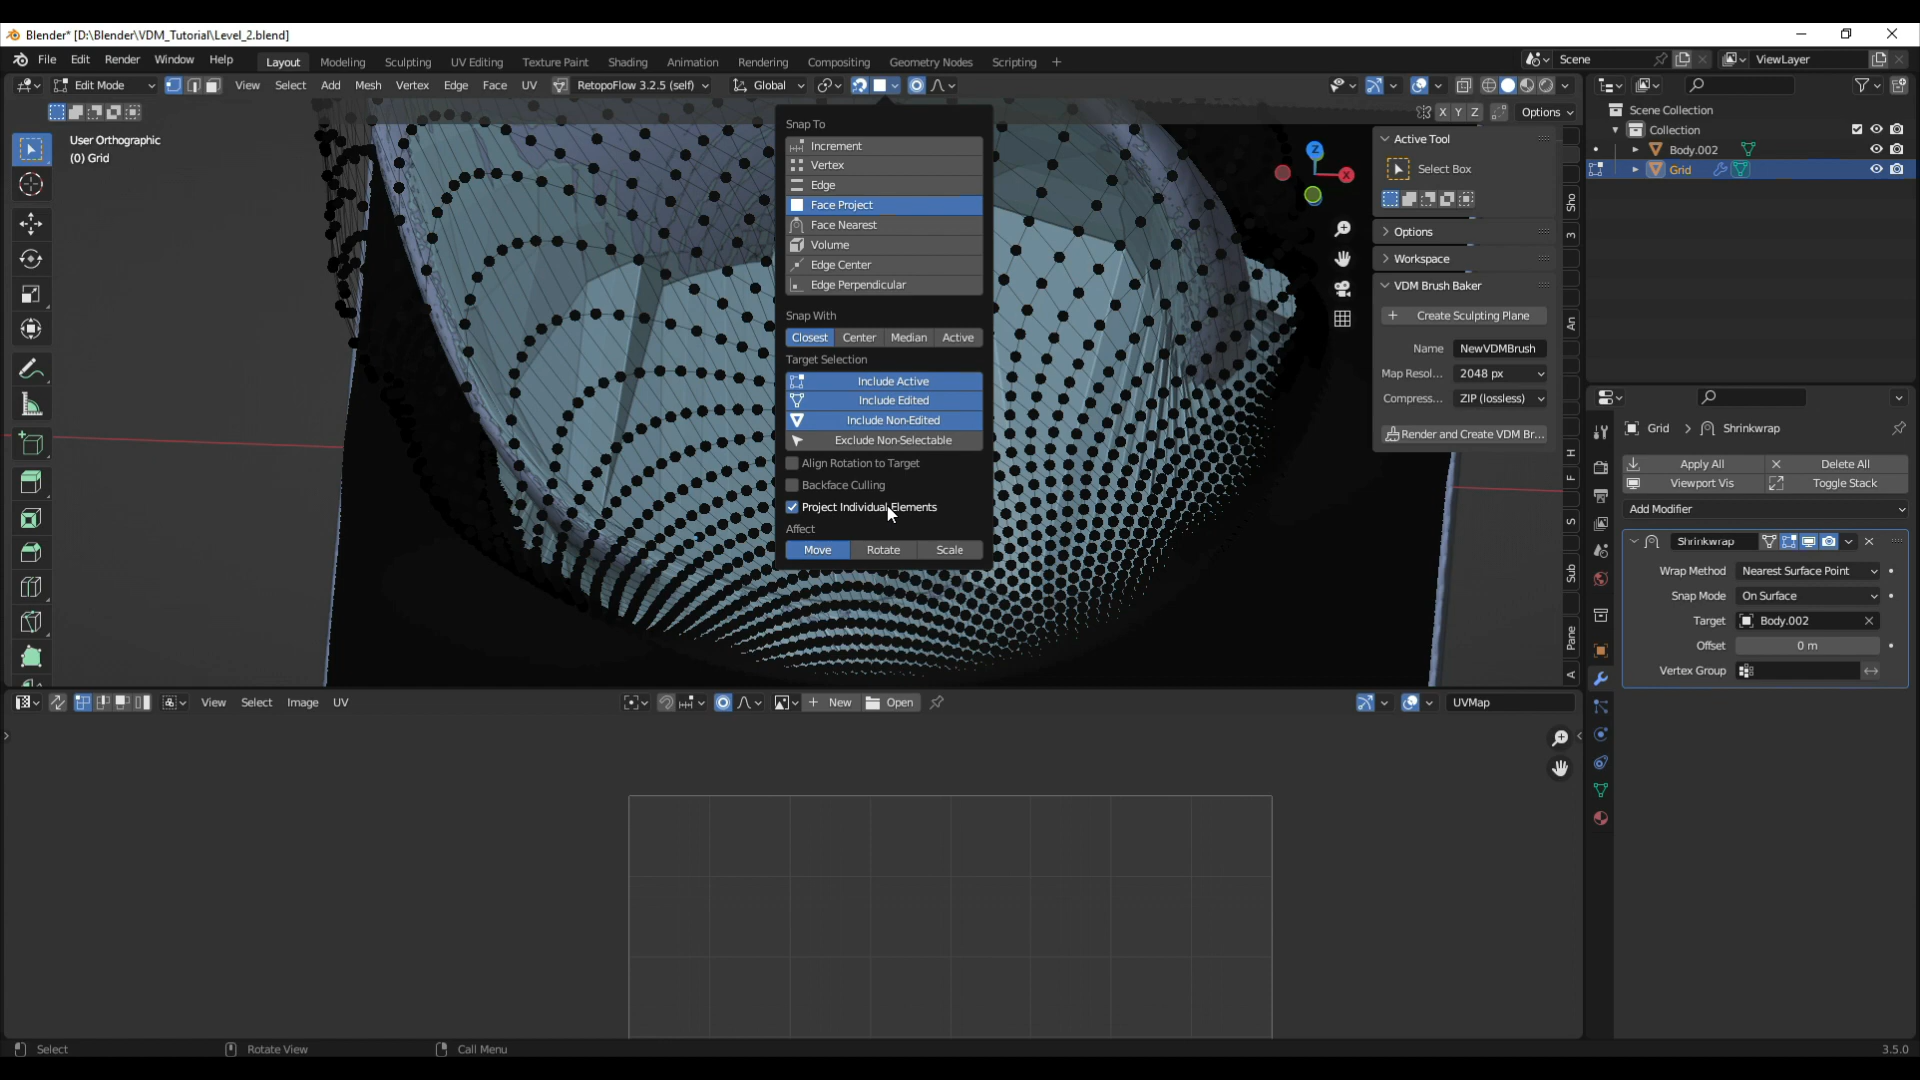 Blender* [D:\Blender\VDM_Tutorial\Level_2.blend]
File Edit Render Window Help Layout Modeling Sculpting UV Editing Texture Paint Shading Animation Rendering Compositing Geometry Nodes Scripting Scene ViewLayer
Edit Mode View Select Add Mesh Vertex Edge Face UV RetopoFlow 3.2.5 (self) Global
X Y Z Options
User Orthographic
(0) Grid
Snap To
Increment
Vertex
Edge
Face Project
Face Nearest
Volume
Edge Center
Edge Perpendicular
Snap With
Closest Center Median Active
Target Selection
Include Active
Include Edited
Include Non-Edited
Exclude Non-Selectable
Align Rotation to Target
Backface Culling
Project Individual Elements
Affect
Move Rotate Scale
Z
X
Active Tool
Select Box
Options
Workspace
VDM Brush Baker
Create Sculpting Plane
Name NewVDMBrush
Map Resol... 2048 px
Compress... ZIP (lossless)
Render and Create VDM Br...
Sho
3
An
H
F
S
Sub
Pane
A
Scene Collection
Collection
Body.002
Grid
Grid > Shrinkwrap
Apply All Delete All
Viewport Vis Toggle Stack
Add Modifier
Shrinkwrap
Wrap Method Nearest Surface Point
Snap Mode On Surface
Target Body.002
Offset 0 m
Vertex Group
View Select Image UV New Open UVMap
Select Rotate View Call Menu 3.5.0